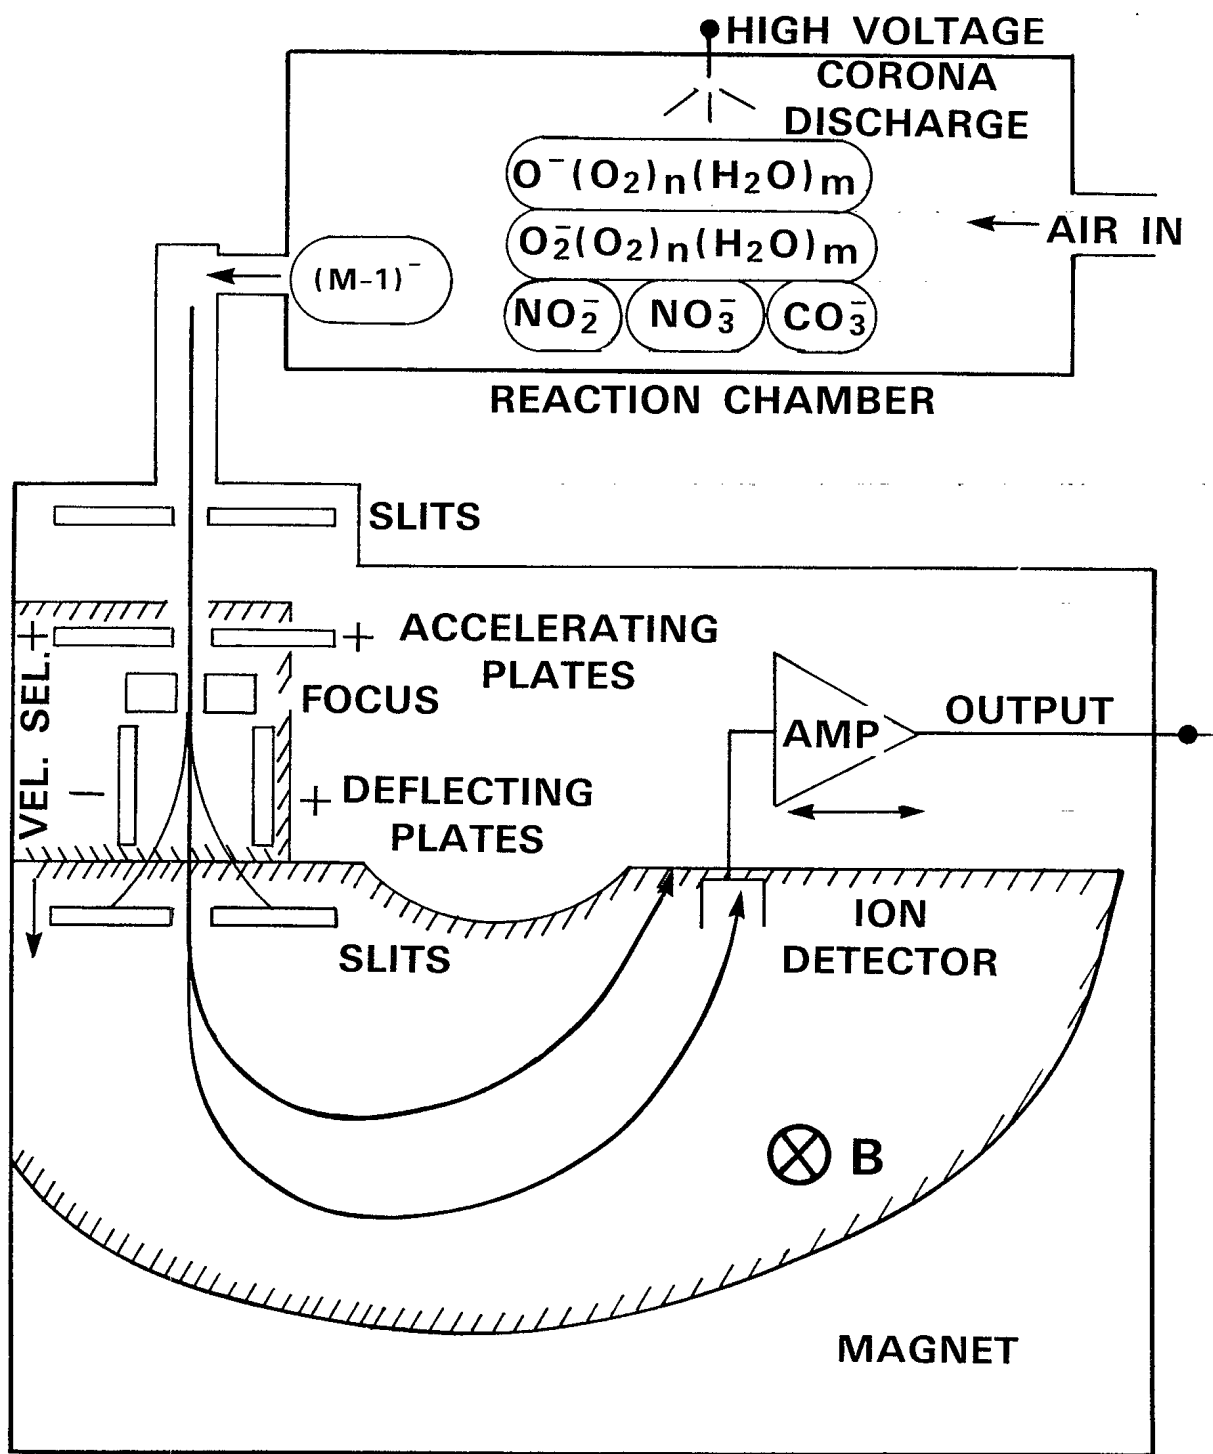 HIGH VOLTAGE
CORONA
DISCHARGE
O⁻(O₂)n(H₂O)m
O₂⁻(O₂)n(H₂O)m
NO₂⁻ NO₃⁻ CO₃⁻
(M-1)⁻
AIR IN
REACTION CHAMBER
SLITS
+ + ACCELERATING
PLATES
FOCUS
VEL. SEL.
− + DEFLECTING
PLATES
AMP
OUTPUT
SLITS
ION
DETECTOR
B
MAGNET